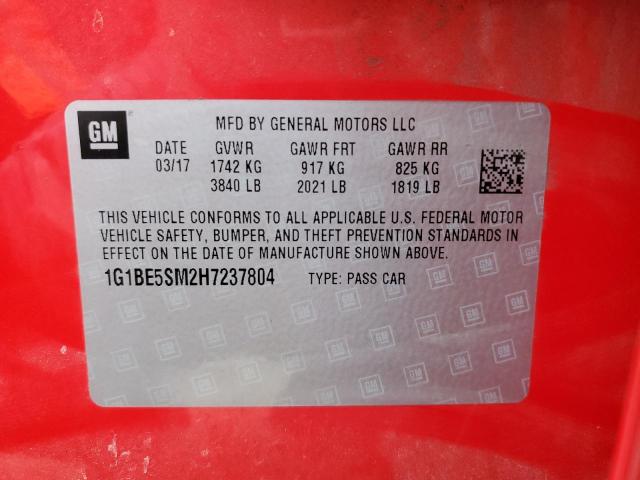 GM
MFD BY GENERAL MOTORS LLC
DATE GVWR GAWR FRT GAWR RR
03/17 1742 KG 917 KG 825 KG
3840 LB 2021 LB 1819 LB
THIS VEHICLE CONFORMS TO ALL APPLICABLE U.S. FEDERAL MOTOR
VEHICLE SAFETY, BUMPER, AND THEFT PREVENTION STANDARDS IN
EFFECT ON THE DATE OF MANUFACTURE SHOWN ABOVE.
1G1BE5SM2H7237804 TYPE: PASS CAR